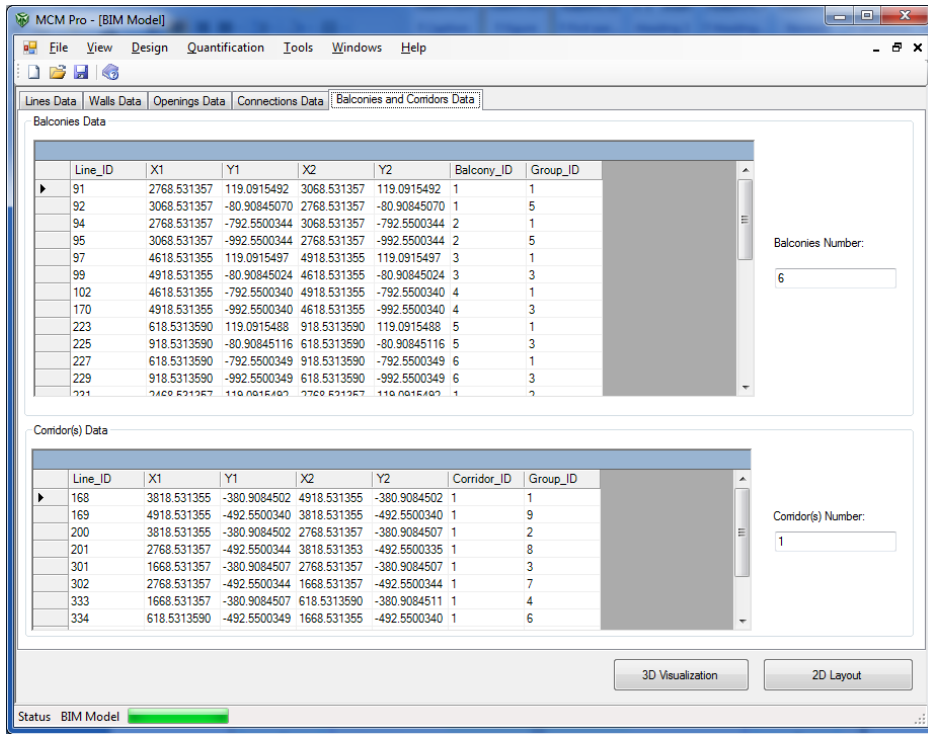 MCM Pro - [BIM Model]
File View Design Quantification Tools Windows Help
Lines Data Walls Data Openings Data Connections Data Balconies and Corridors Data
Balconies Data
Line_ID X1 Y1 X2 Y2 Balcony_ID Group_ID
91 2768.531357 119.0915492 3068.531357 119.0915492 1 1
92 3068.531357 -80.90845070 2768.531357 -80.90845070 1 5
94 2768.531357 -792.5500344 3068.531357 -792.5500344 2 1
95 3068.531357 -992.5500344 2768.531357 -992.5500344 2 5
97 4618.531355 119.0915497 4918.531355 119.0915497 3 1
99 4918.531355 -80.90845024 4618.531355 -80.90845024 3 3
102 4618.531355 -792.5500340 4918.531355 -792.5500340 4 1
170 4918.531355 -992.5500340 4618.531355 -992.5500340 4 3
223 618.5313590 119.0915488 918.5313590 119.0915488 5 1
225 918.5313590 -80.90845116 618.5313590 -80.90845116 5 3
227 618.5313590 -792.5500349 918.5313590 -792.5500349 6 1
229 918.5313590 -992.5500349 618.5313590 -992.5500349 6 3
231 2468.531357 119.0915492 2768.531357 119.0915492 1 2
Balconies Number:
6
Corridor(s) Data
Line_ID X1 Y1 X2 Y2 Corridor_ID Group_ID
168 3818.531355 -380.9084502 4918.531355 -380.9084502 1 1
169 4918.531355 -492.5500340 3818.531355 -492.5500340 1 9
200 3818.531355 -380.9084502 2768.531357 -380.9084507 1 2
201 2768.531357 -492.5500344 3818.531353 -492.5500335 1 8
301 1668.531357 -380.9084507 2768.531357 -380.9084507 1 3
302 2768.531357 -492.5500344 1668.531357 -492.5500344 1 7
333 1668.531357 -380.9084507 618.5313590 -380.9084511 1 4
334 618.5313590 -492.5500349 1668.531355 -492.5500340 1 6
Corridor(s) Number:
1
3D Visualization 2D Layout
Status BIM Model